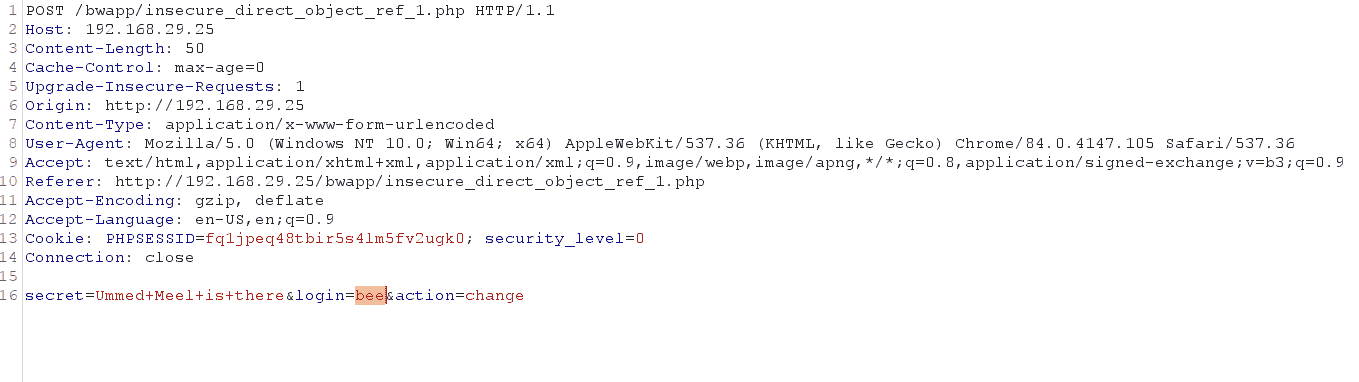 1 POST /bwapp/insecure_direct_object_ref_1.php HTTP/1.1
2 Host: 192.168.29.25
3 Content-Length: 50
4 Cache-Control: max-age=0
5 Upgrade-Insecure-Requests: 1
6 Origin: http://192.168.29.25
7 Content-Type: application/x-www-form-urlencoded
8 User-Agent: Mozilla/5.0 (Windows NT 10.0; Win64; x64) AppleWebKit/537.36 (KHTML, like Gecko) Chrome/84.0.4147.105 Safari/537.36
9 Accept: text/html,application/xhtml+xml,application/xml;q=0.9,image/webp,image/apng,*/*;q=0.8,application/signed-exchange;v=b3;q=0.9
10 Referer: http://192.168.29.25/bwapp/insecure_direct_object_ref_1.php
11 Accept-Encoding: gzip, deflate
12 Accept-Language: en-US,en;q=0.9
13 Cookie: PHPSESSID=fq1jpeq48tbir5s4lm5fv2ugk0; security_level=0
14 Connection: close
15
16 secret=Ummed+Meel+is+there&login=bee&action=change